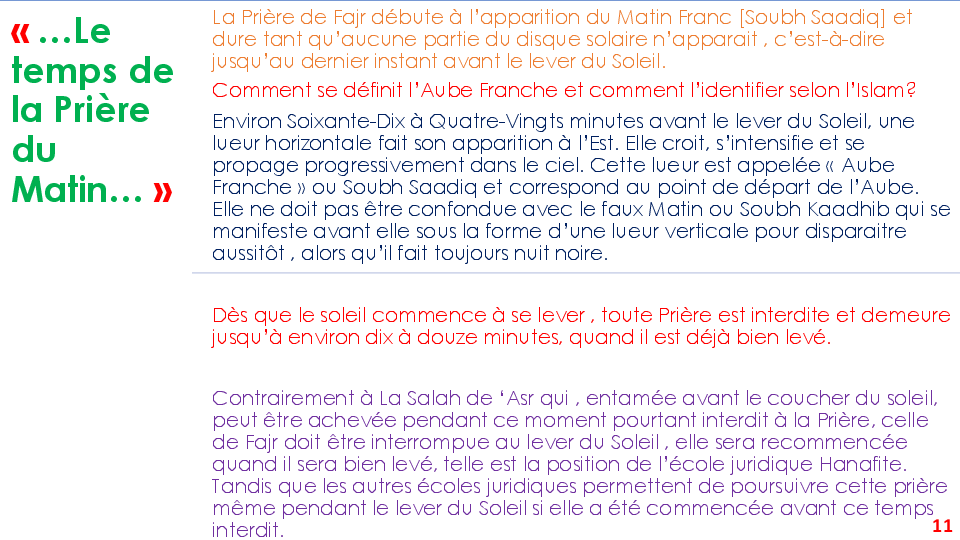 « …Le
temps de
la Prière
du
Matin… »
La Prière de Fajr débute à l’apparition du Matin Franc [Soubh Saadiq] et
dure tant qu’aucune partie du disque solaire n’apparait , c’est-à-dire
jusqu’au dernier instant avant le lever du Soleil.
Comment se définit l’Aube Franche et comment l’identifier selon l’Islam?
Environ Soixante-Dix à Quatre-Vingts minutes avant le lever du Soleil, une
lueur horizontale fait son apparition à l’Est. Elle croit, s’intensifie et se
propage progressivement dans le ciel. Cette lueur est appelée « Aube
Franche » ou Soubh Saadiq et correspond au point de départ de l’Aube.
Elle ne doit pas être confondue avec le faux Matin ou Soubh Kaadhib qui se
manifeste avant elle sous la forme d’une lueur verticale pour disparaitre
aussitôt , alors qu’il fait toujours nuit noire.
Dès que le soleil commence à se lever , toute Prière est interdite et demeure
jusqu’à environ dix à douze minutes, quand il est déjà bien levé.
Contrairement à La Salah de ‘Asr qui , entamée avant le coucher du soleil,
peut être achevée pendant ce moment pourtant interdit à la Prière, celle
de Fajr doit être interrompue au lever du Soleil , elle sera recommencée
quand il sera bien levé, telle est la position de l’école juridique Hanafite.
Tandis que les autres écoles juridiques permettent de poursuivre cette prière
même pendant le lever du Soleil si elle a été commencée avant ce temps
interdit.
11